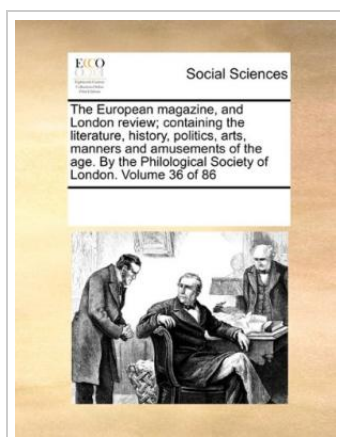 ECCO
Social Sciences
The European magazine, and
London review; containing the
literature, history, politics, arts,
manners and amusements of the
age. By the Philological Society of
London. Volume 36 of 86